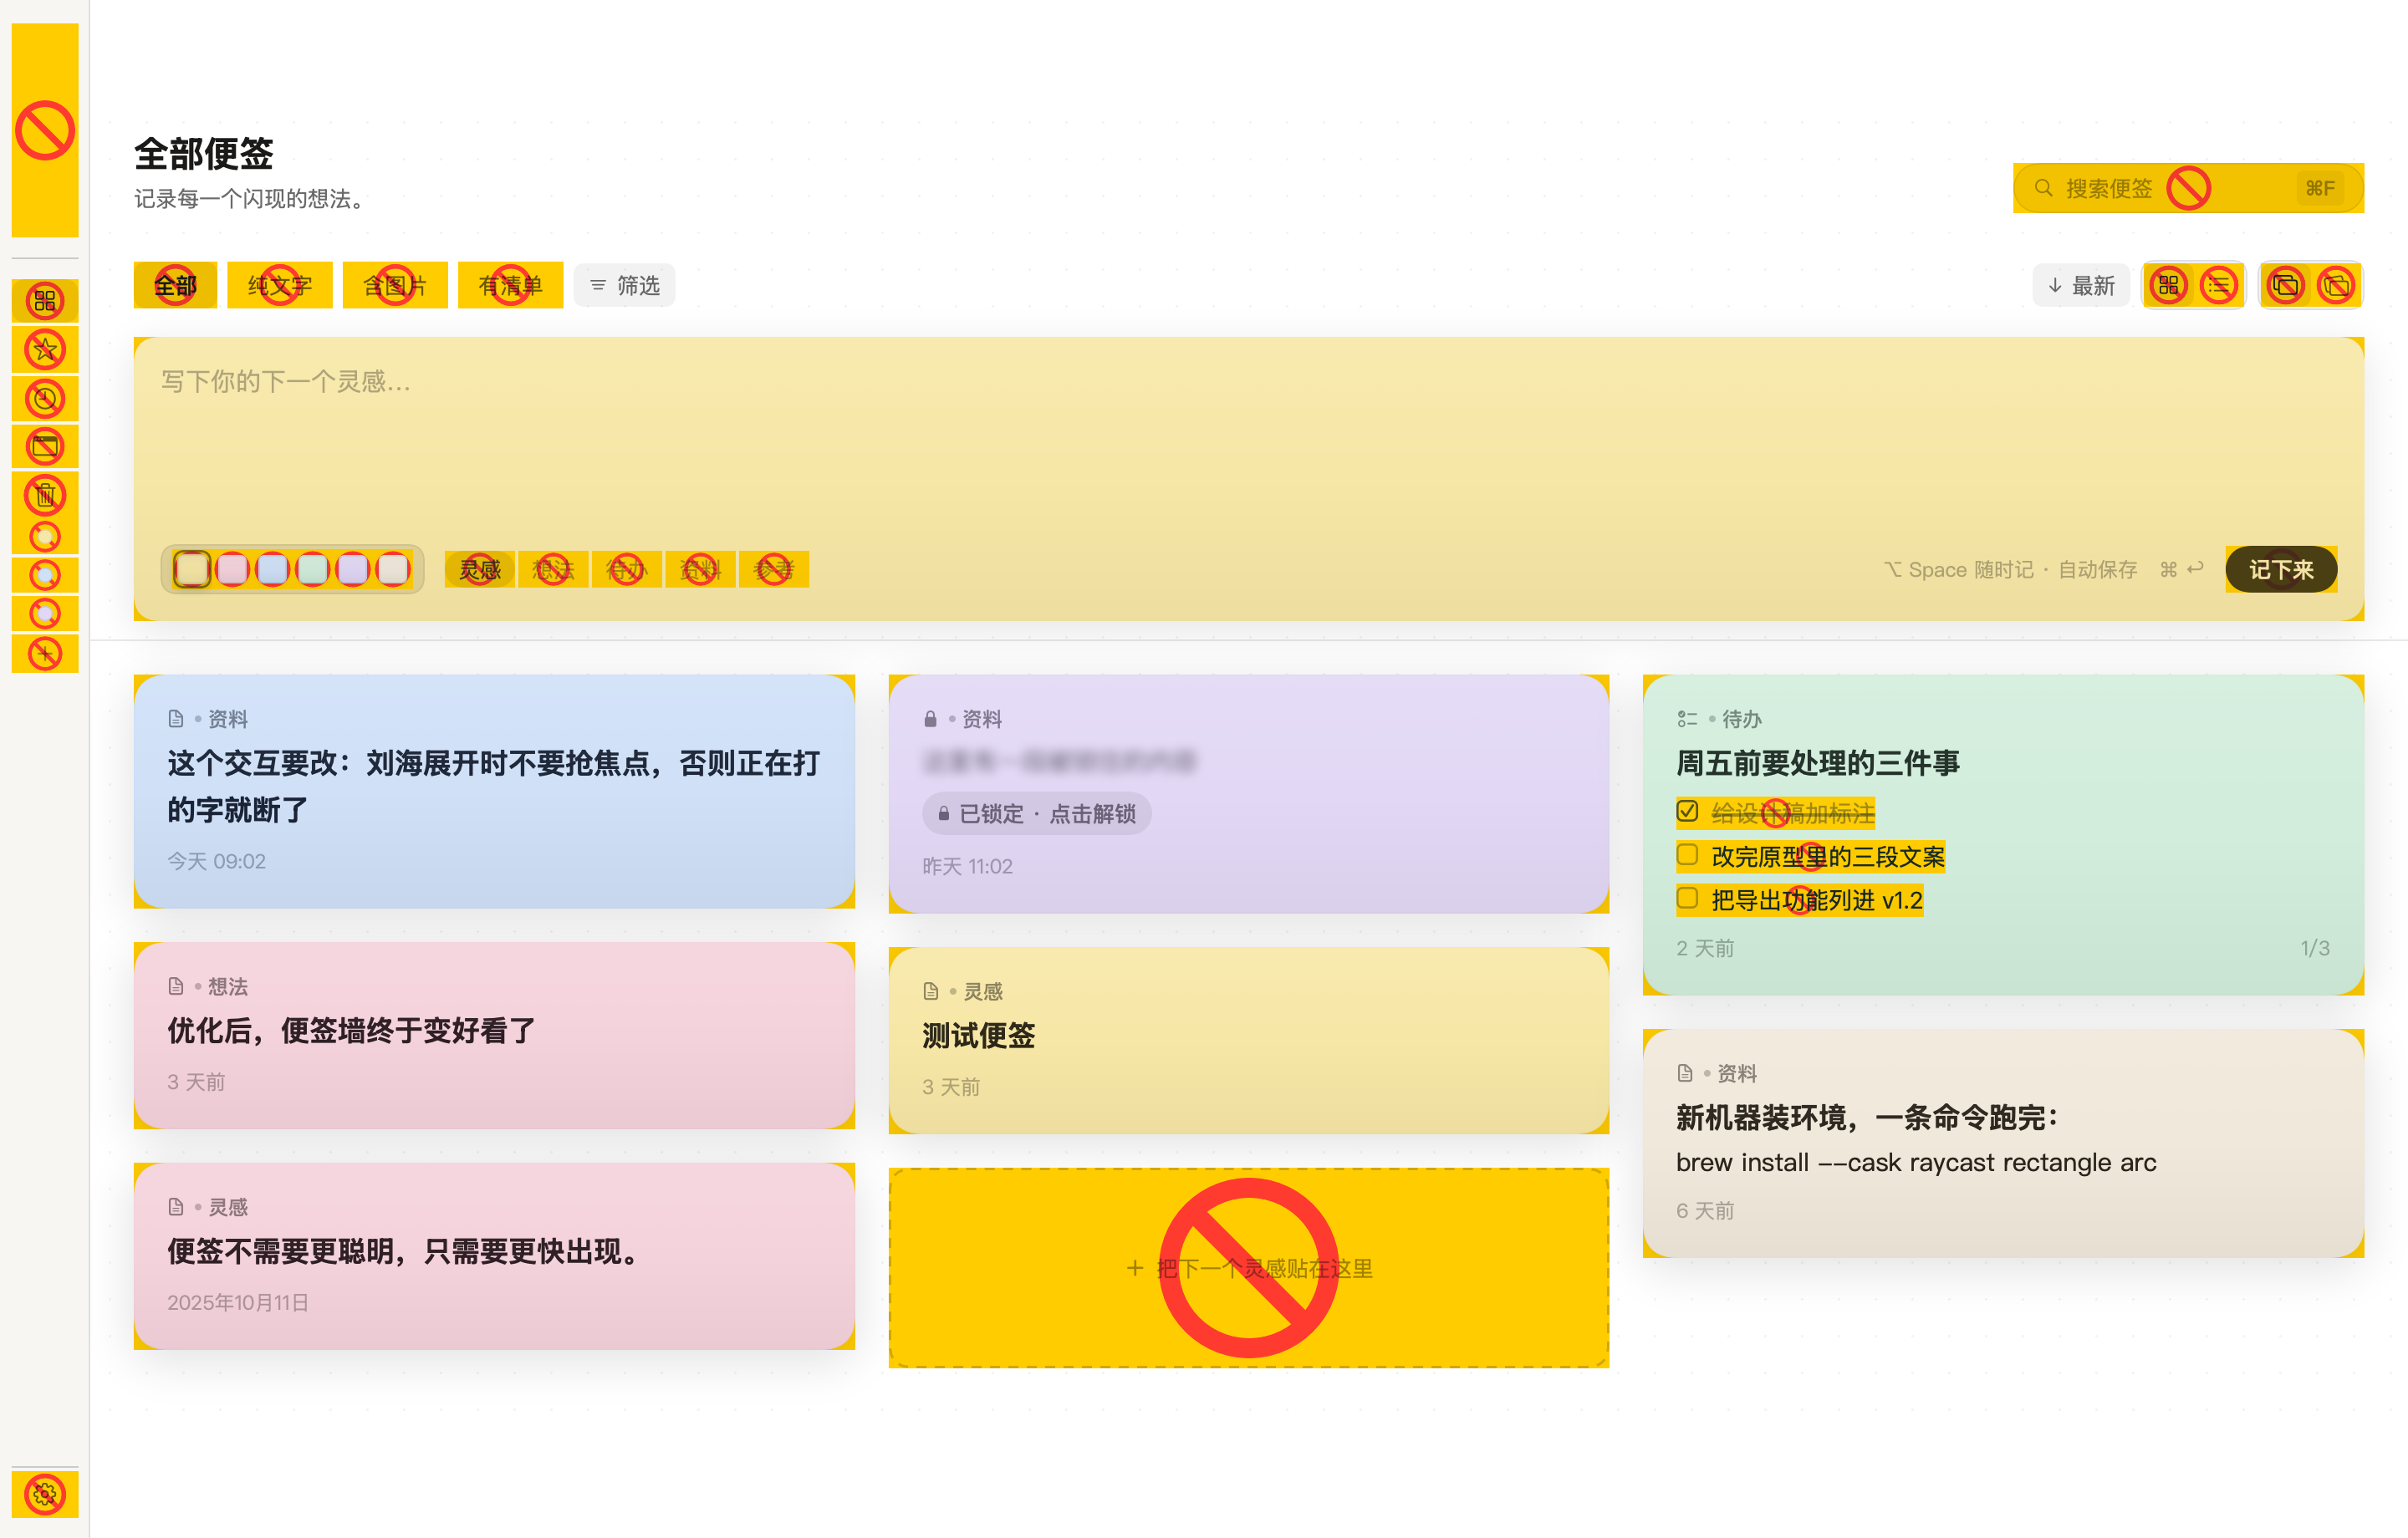 全部便签
记录每一个闪现的想法。
搜索便签 ⌘F
全部 纯文字 含图片 有清单 筛选
最新
写下你的下一个灵感...
灵感 想法 待办 资料 参考
⌥ Space 随时记 · 自动保存 ⌘ ↩ 记下来
资料
这个交互要改：刘海展开时不要抢焦点，否则正在打
的字就断了
今天 09:02
想法
优化后，便签墙终于变好看了
3 天前
灵感
便签不需要更聪明，只需要更快出现。
2025年10月11日
资料
已锁定 · 点击解锁
昨天 11:02
灵感
测试便签
3 天前
+ 把下一个灵感贴在这里
待办
周五前要处理的三件事
给设计稿加标注
改完原型里的三段文案
把导出功能列进 v1.2
2 天前 1/3
资料
新机器装环境，一条命令跑完：
brew install --cask raycast rectangle arc
6 天前